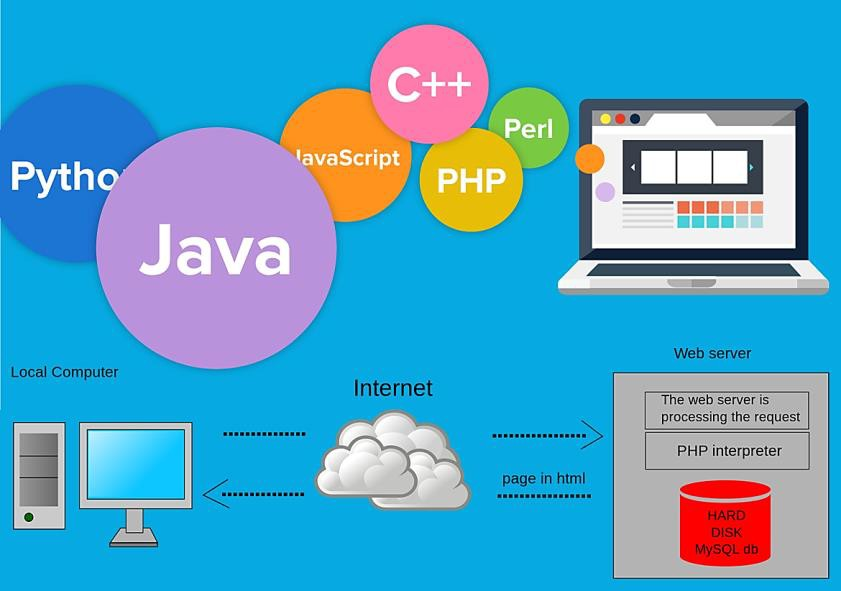 C++
Perl
JavaScript
Python
PHP
Java
Web server
Local Computer
Internet
The web server is
processing the request
PHP interpreter
page in html
HARD
DISK
MySQL db